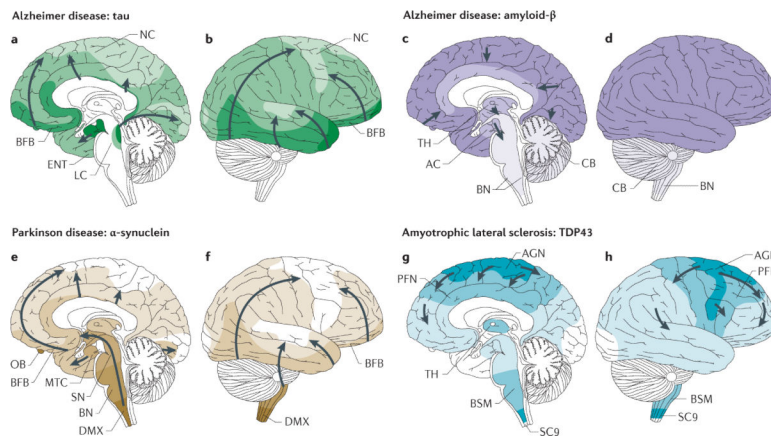 Alzheimer disease: tau
a
NC
BFB
ENT
LC
b
NC
BFB
Alzheimer disease: amyloid-β
c
TH
AC
BN
CB
d
CB
BN
Parkinson disease: α-synuclein
e
OB
BFB
MTC
SN
BN
DMX
f
BFB
DMX
Amyotrophic lateral sclerosis: TDP43
g
AGN
PFN
TH
BSM
SC9
h
AG
PF
BSM
SC9